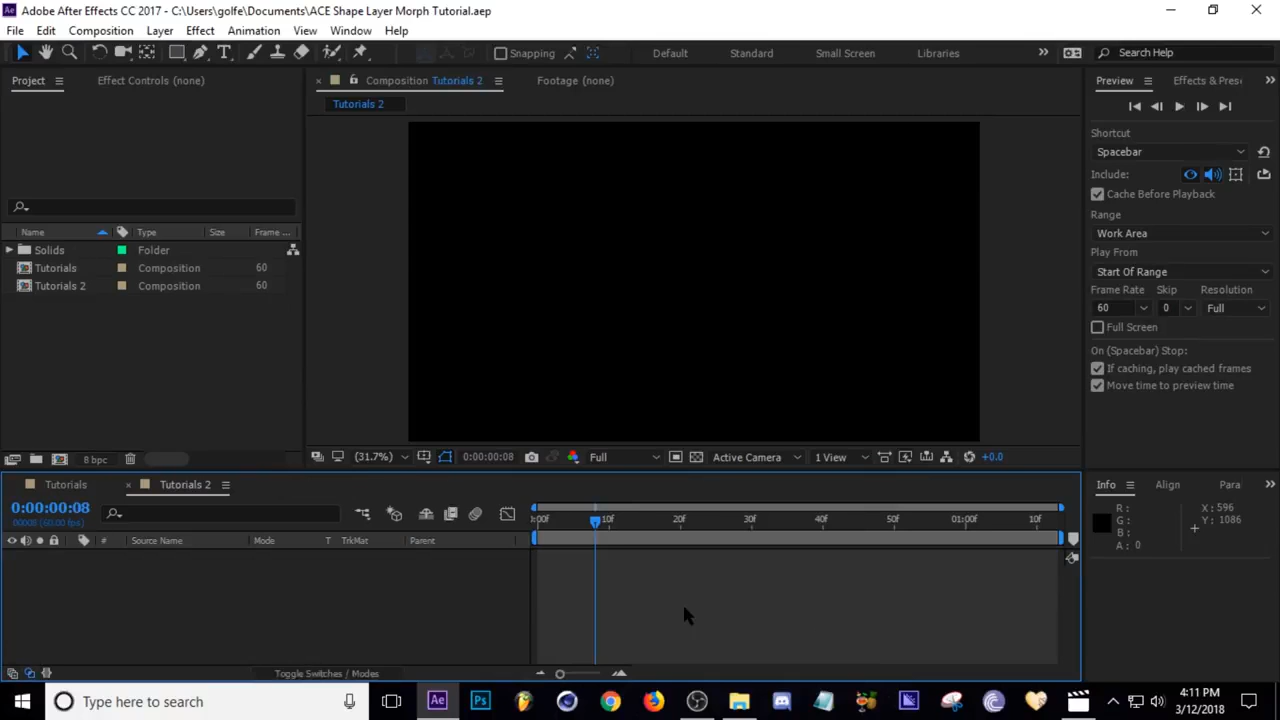 Adobe After Effects CC 2017 - C:\Users\golfe\Documents\ACE Shape Layer Morph Tutorial.aep
File Edit Composition Layer Effect Animation View Window Help
Snapping Default Standard Small Screen Libraries Search Help
Project Effect Controls (none) Composition Tutorials 2 Footage (none) Preview Effects & Pres
Tutorials 2
Shortcut
Spacebar
Include:
Cache Before Playback
Range
Name Type Size Frame ... Work Area
Solids Folder Play From
Tutorials Composition 60 Start Of Range
Tutorials 2 Composition 60 Frame Rate Skip Resolution
60 0 Full
Full Screen
On (Spacebar) Stop:
If caching, play cached frames
Move time to preview time
8 bpc (31.7%) 0:00:00:08 Full Active Camera 1 View +0.0
Tutorials Tutorials 2 Info Align Para
0:00:00:08
00008 (60.00 fps)
:00f 10f 20f 30f 40f 50f 01:00f 10f
R: X: 596
G: Y: 1086
B:
A: 0
# Source Name Mode T TrkMat Parent
Toggle Switches / Modes
Type here to search 4:11 PM
3/12/2018